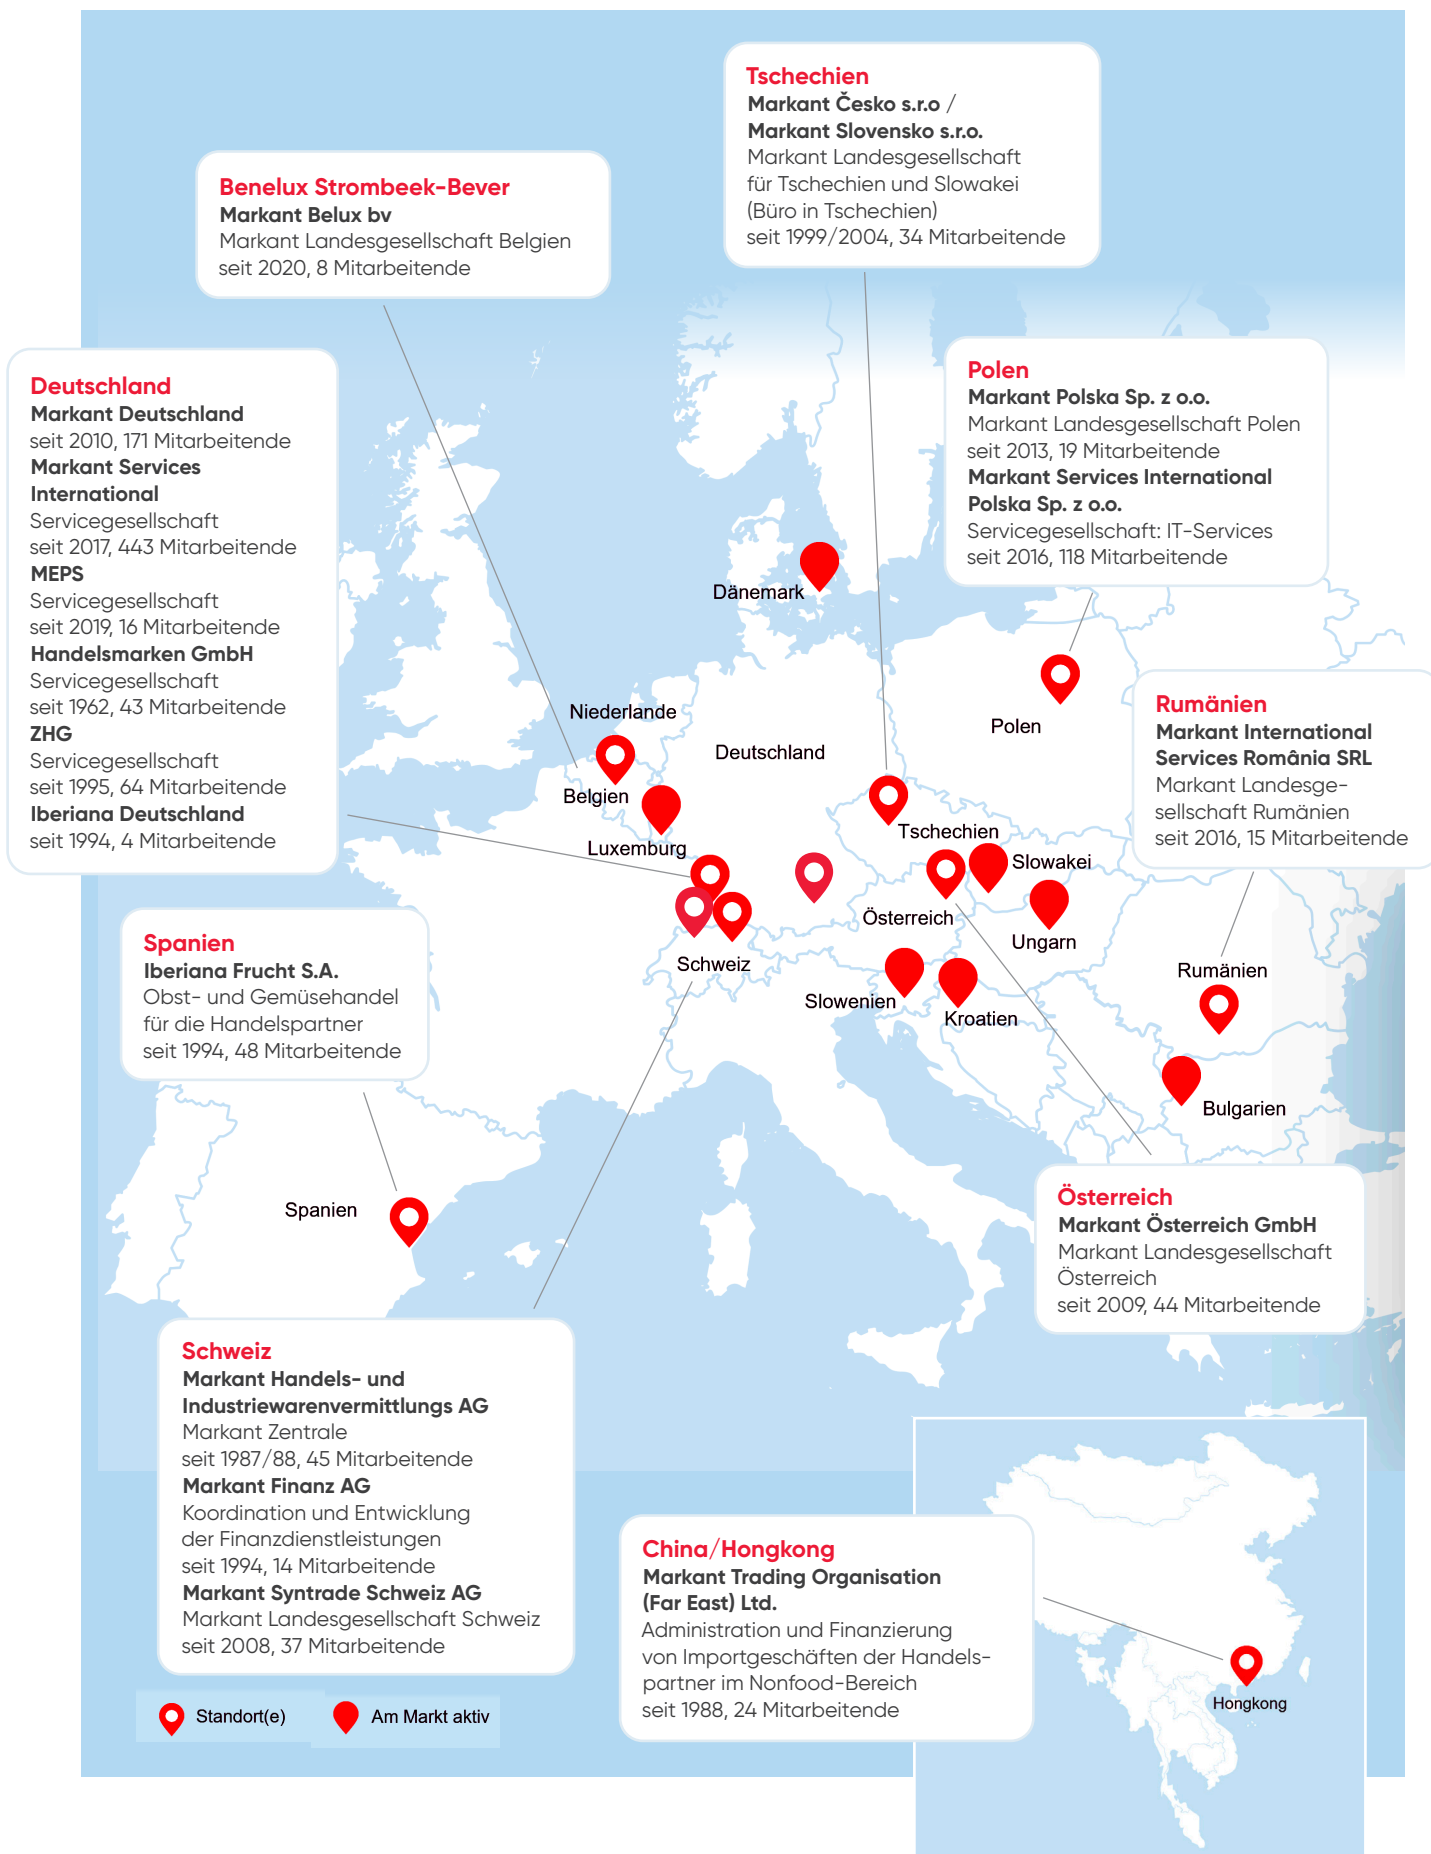 Tschechien
Markant Česko s.r.o /
Markant Slovensko s.r.o.
Markant Landesgesellschaft
für Tschechien und Slowakei
(Büro in Tschechien)
seit 1999/2004, 34 Mitarbeitende
Benelux Strombeek-Bever
Markant Belux bv
Markant Landesgesellschaft Belgien
seit 2020, 8 Mitarbeitende
Deutschland
Markant Deutschland
seit 2010, 171 Mitarbeitende
Markant Services
International
Servicegesellschaft
seit 2017, 443 Mitarbeitende
MEPS
Servicegesellschaft
seit 2019, 16 Mitarbeitende
Handelsmarken GmbH
Servicegesellschaft
seit 1962, 43 Mitarbeitende
ZHG
Servicegesellschaft
seit 1995, 64 Mitarbeitende
Iberiana Deutschland
seit 1994, 4 Mitarbeitende
Polen
Markant Polska Sp. z o.o.
Markant Landesgesellschaft Polen
seit 2013, 19 Mitarbeitende
Markant Services International
Polska Sp. z o.o.
Servicegesellschaft: IT-Services
seit 2016, 118 Mitarbeitende
Rumänien
Markant International
Services România SRL
Markant Landesge-
sellschaft Rumänien
seit 2016, 15 Mitarbeitende
Dänemark
Niederlande
Deutschland
Polen
Belgien
Luxemburg
Tschechien
Slowakei
Österreich
Ungarn
Schweiz
Slowenien
Kroatien
Rumänien
Bulgarien
Spanien
Spanien
Iberiana Frucht S.A.
Obst- und Gemüsehandel
für die Handelspartner
seit 1994, 48 Mitarbeitende
Österreich
Markant Österreich GmbH
Markant Landesgesellschaft
Österreich
seit 2009, 44 Mitarbeitende
Schweiz
Markant Handels- und
Industriewarenvermittlungs AG
Markant Zentrale
seit 1987/88, 45 Mitarbeitende
Markant Finanz AG
Koordination und Entwicklung
der Finanzdienstleistungen
seit 1994, 14 Mitarbeitende
Markant Syntrade Schweiz AG
Markant Landesgesellschaft Schweiz
seit 2008, 37 Mitarbeitende
China/Hongkong
Markant Trading Organisation
(Far East) Ltd.
Administration und Finanzierung
von Importgeschäften der Handels-
partner im Nonfood-Bereich
seit 1988, 24 Mitarbeitende
Hongkong
Standort(e)
Am Markt aktiv